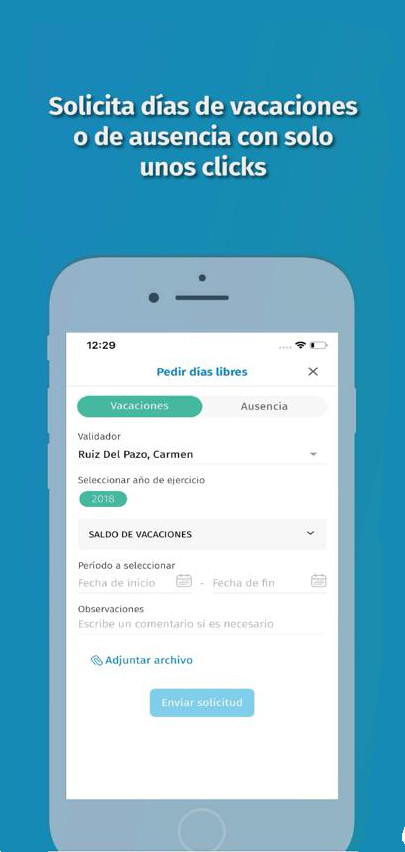 Solicita días de vacaciones
o de ausencia con solo
unos clicks
12:29
Pedir días libres
Vacaciones Ausencia
Validador
Ruiz Del Pazo, Carmen
Seleccionar año de ejercicio
2018
SALDO DE VACACIONES
Período a seleccionar
Fecha de inicio - Fecha de fin
Observaciones
Escribe un comentario si es necesario
Adjuntar archivo
Enviar solicitud